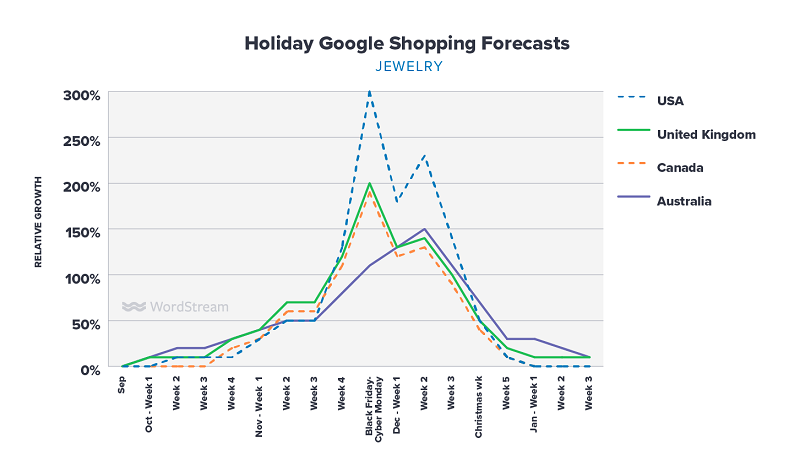 Holiday Google Shopping Forecasts
JEWELRY
RELATIVE GROWTH
300%
250%
200%
150%
100%
50%
0%
WordStream
Sep
Oct - Week 1
Week 2
Week 3
Week 4
Nov - Week 1
Week 2
Week 3
Week 4
Black Friday-
Cyber Monday
Dec - Week 1
Week 2
Week 3
Christmas wk
Week 5
Jan - Week 1
Week 2
Week 3
USA
United Kingdom
Canada
Australia